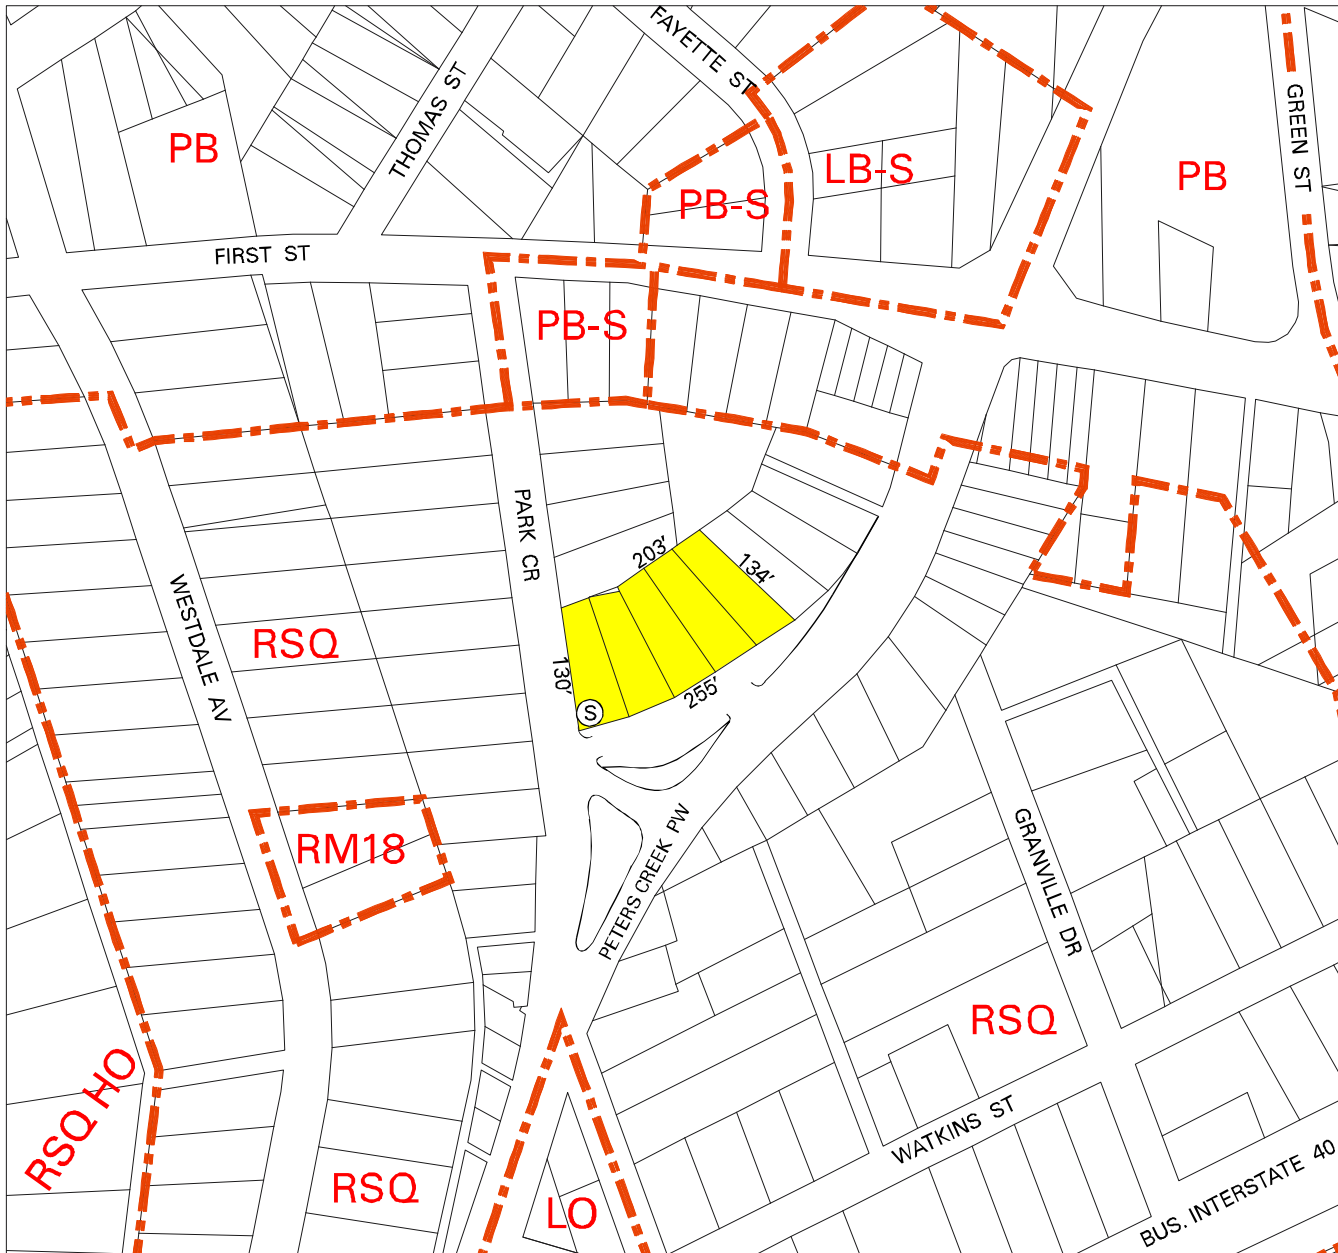 FAYETTE ST
THOMAS ST
GREEN ST
PB
LB-S
PB
PB-S
FIRST ST
PB-S
PARK CR
203'
134'
WESTDALE AV
RSQ
130'
255'
S
RM18
PETERS CREEK PW
GRANVILLE DR
RSQ
RSQ HO
WATKINS ST
RSQ
LO
BUS. INTERSTATE 40